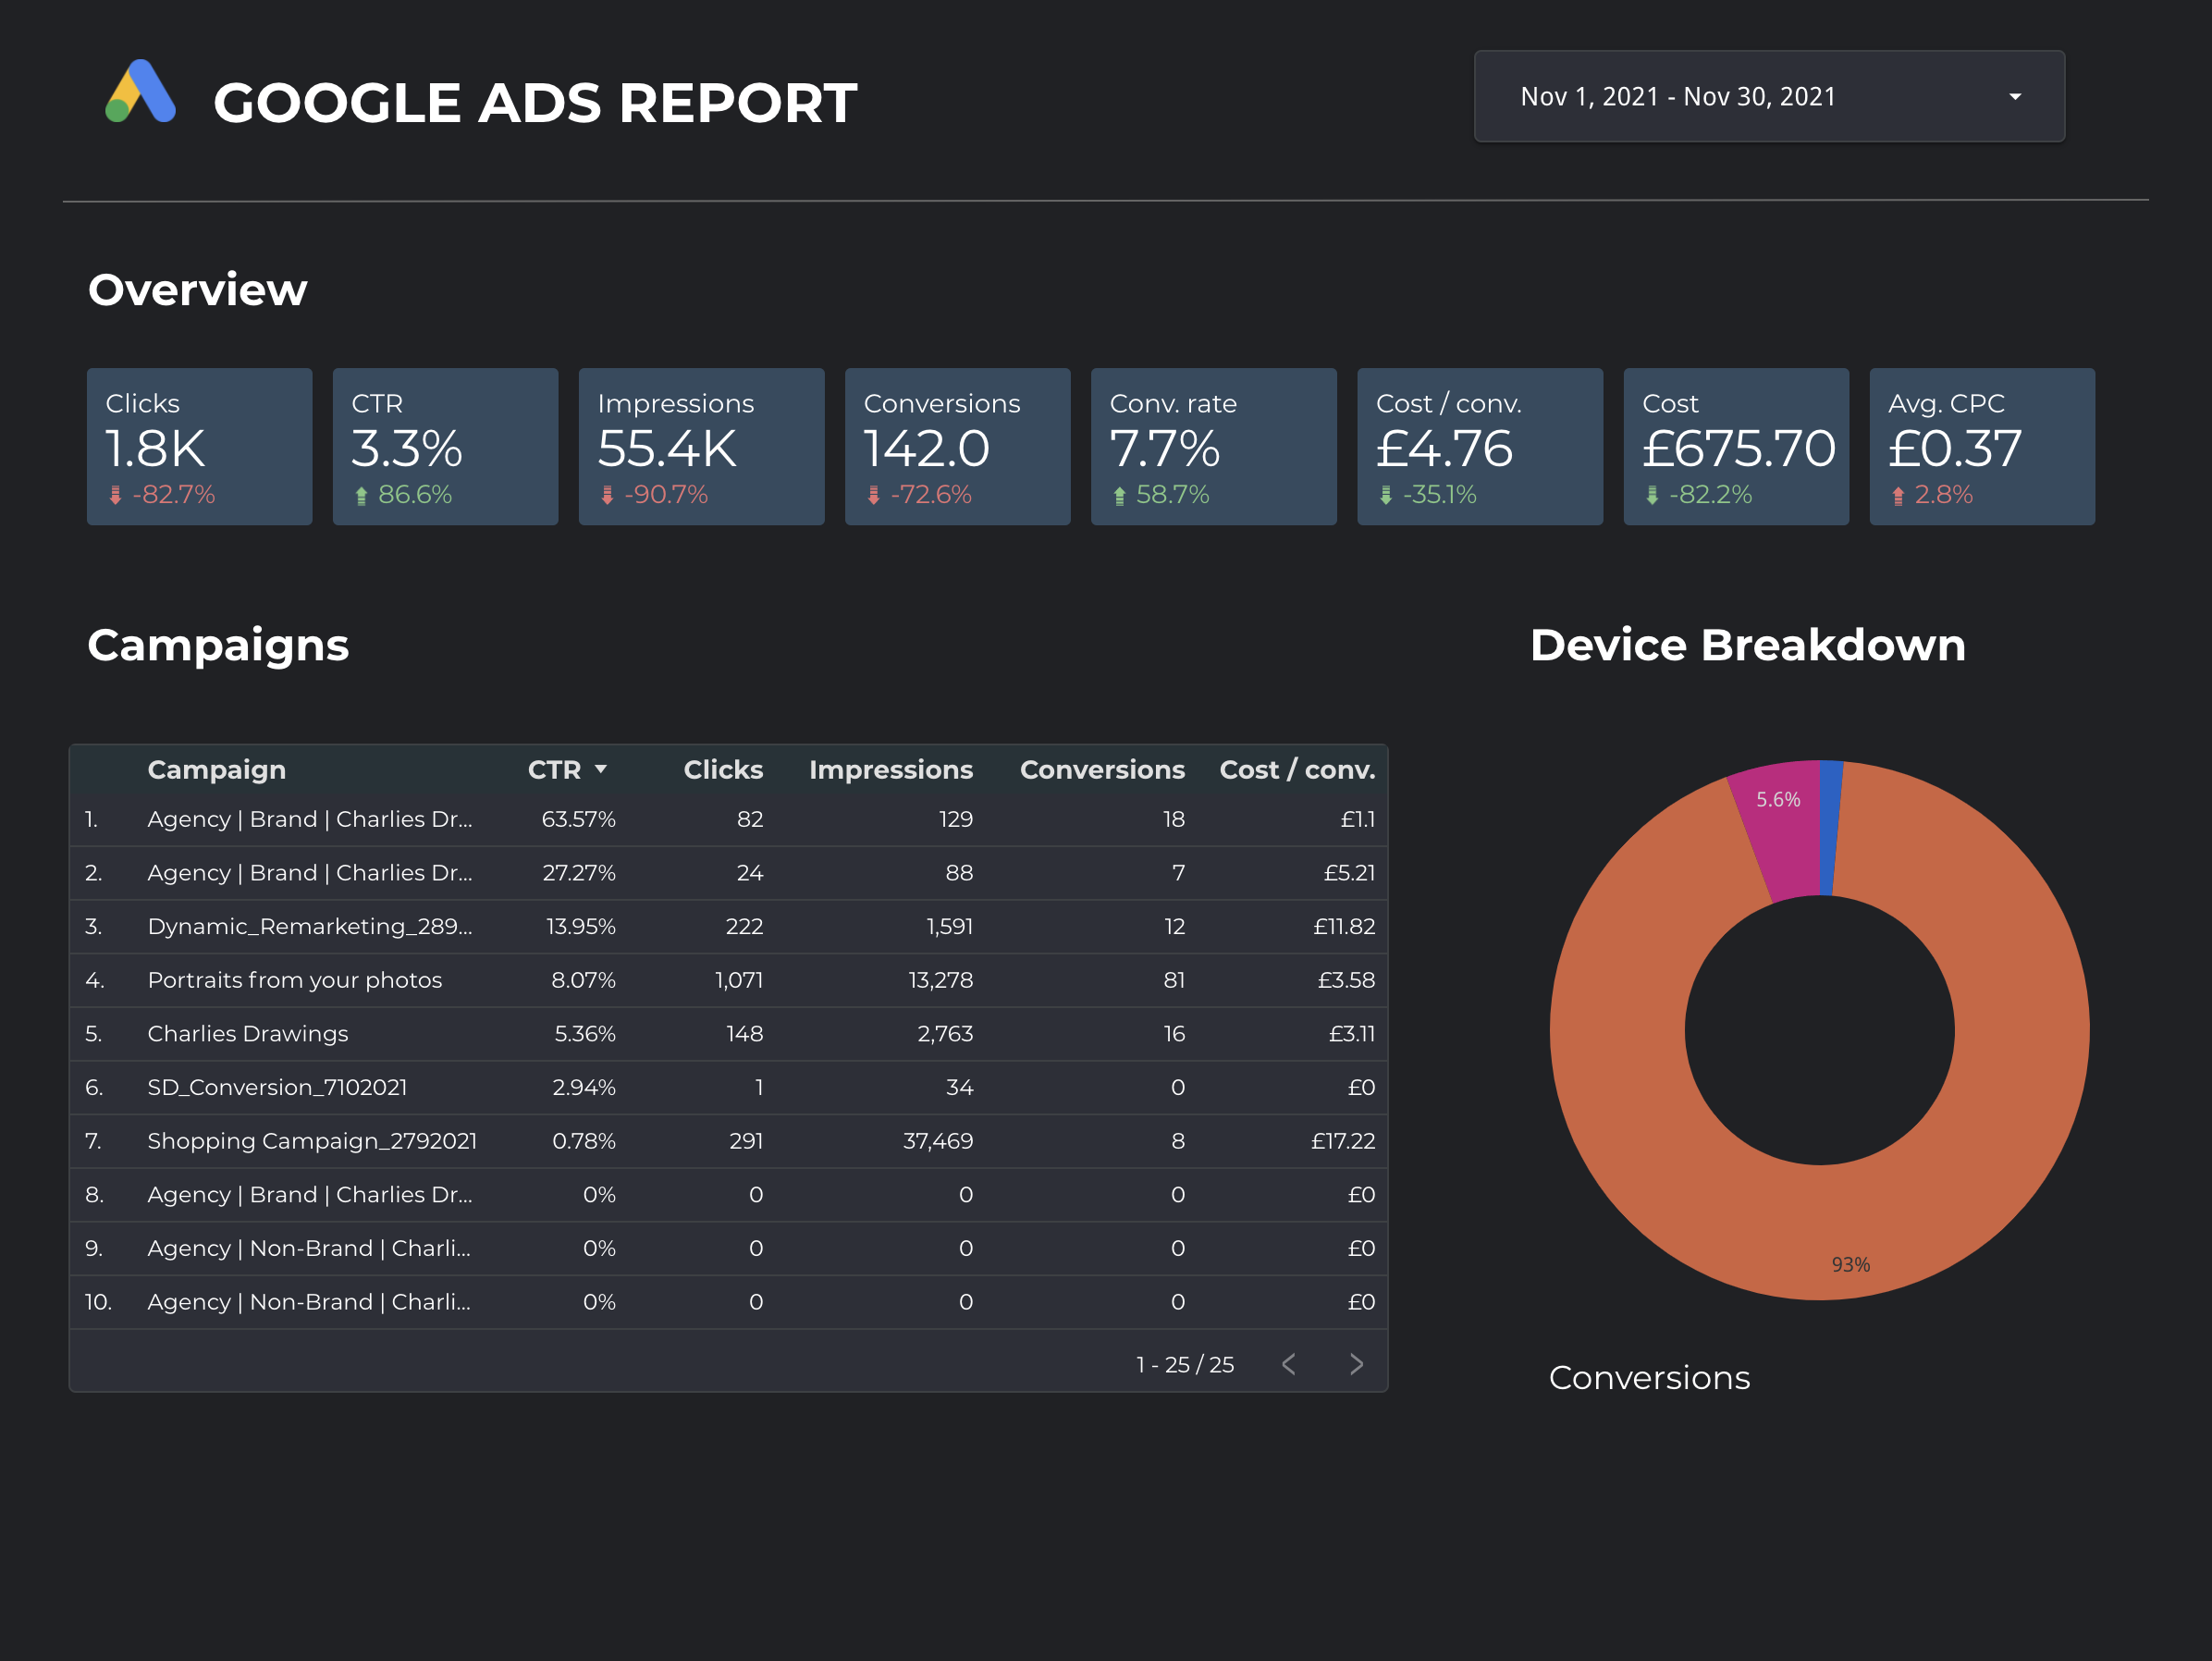 GOOGLE ADS REPORT
Nov 1, 2021 - Nov 30, 2021
Overview
Clicks
1.8K
-82.7%
CTR
3.3%
86.6%
Impressions
55.4K
-90.7%
Conversions
142.0
-72.6%
Conv. rate
7.7%
58.7%
Cost / conv.
£4.76
-35.1%
Cost
£675.70
-82.2%
Avg. CPC
£0.37
2.8%
Campaigns
Campaign CTR Clicks Impressions Conversions Cost / conv.
1. Agency | Brand | Charlies Dr... 63.57% 82 129 18 £1.1
2. Agency | Brand | Charlies Dr... 27.27% 24 88 7 £5.21
3. Dynamic_Remarketing_289... 13.95% 222 1,591 12 £11.82
4. Portraits from your photos 8.07% 1,071 13,278 81 £3.58
5. Charlies Drawings 5.36% 148 2,763 16 £3.11
6. SD_Conversion_7102021 2.94% 1 34 0 £0
7. Shopping Campaign_2792021 0.78% 291 37,469 8 £17.22
8. Agency | Brand | Charlies Dr... 0% 0 0 0 £0
9. Agency | Non-Brand | Charli... 0% 0 0 0 £0
10. Agency | Non-Brand | Charli... 0% 0 0 0 £0
1 - 25 / 25
Device Breakdown
5.6%
93%
Conversions